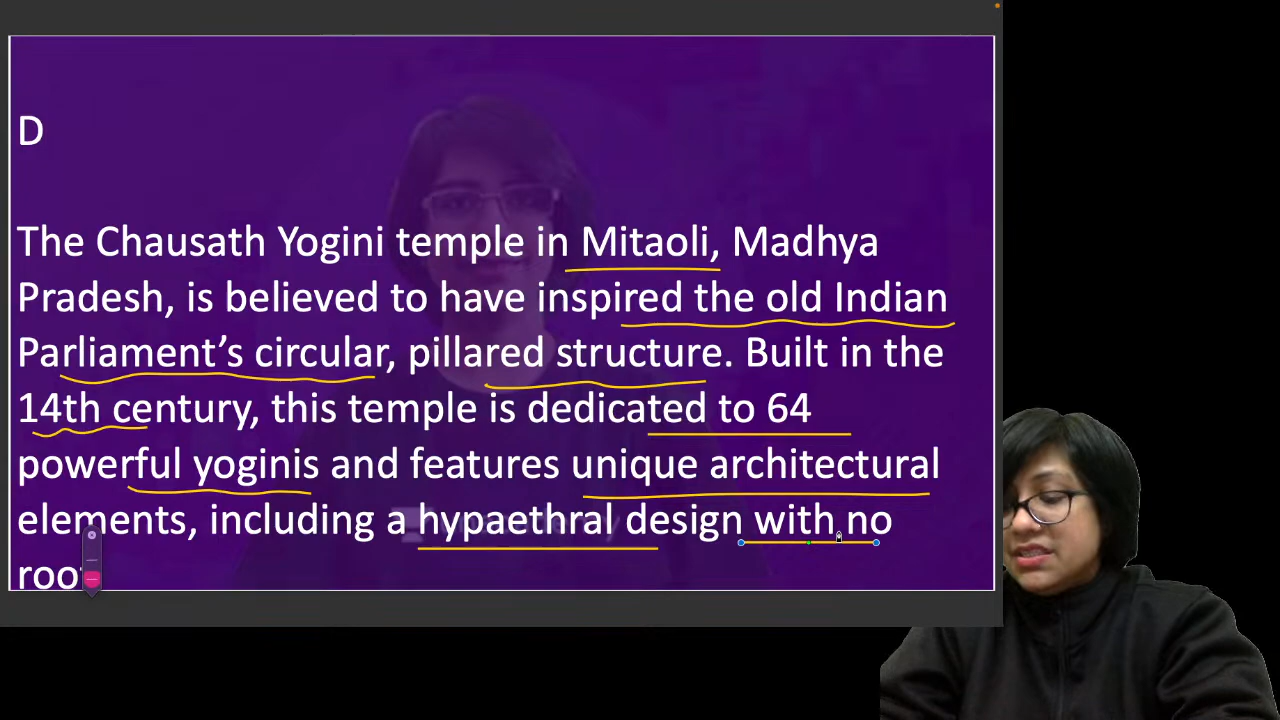 D
The Chausath Yogini temple in Mitaoli, Madhya
Pradesh, is believed to have inspired the old Indian
Parliament’s circular, pillared structure. Built in the
14th century, this temple is dedicated to 64
powerful yoginis and features unique architectural
elements, including a hypaethral design with no